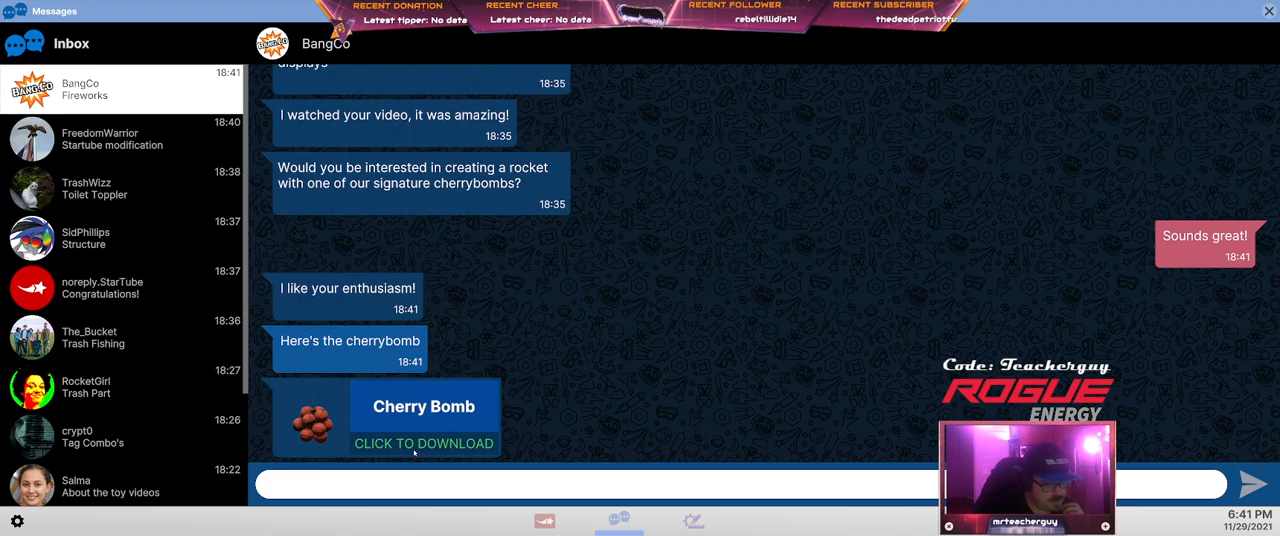 Messages
RECENT DONATION
Latest tipper: No data
RECENT CHEER
Latest cheer: No data
RECENT FOLLOWER
rebeltillidie14
RECENT SUBSCRIBER
thedeadpatriottv
Inbox
BangCo
BANG.CO
BangCo
Fireworks
18:41
FreedomWarrior
Startube modification
18:40
TrashWizz
Toilet Toppler
18:38
SidPhillips
Structure
18:37
noreply.StarTube
Congratulations!
18:37
The_Bucket
Trash Fishing
18:36
RocketGirl
Trash Part
18:27
crypt0
Tag Combo's
18:26
Salma
About the toy videos
18:22
displays
18:35
I watched your video, it was amazing!
18:35
Would you be interested in creating a rocket
with one of our signature cherrybombs?
18:35
Sounds great!
18:41
I like your enthusiasm!
18:41
Here's the cherrybomb
18:41
Cherry Bomb
CLICK TO DOWNLOAD
Code: Teacherguy
ROGUE
ENERGY
mrteacherguy
6:41 PM
11/29/2021